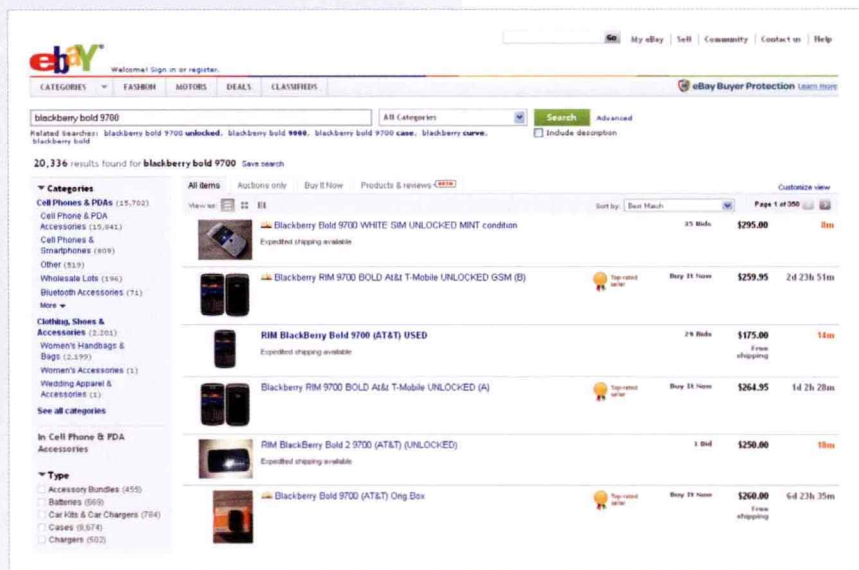 Go My eBay Sell Community Contact us Help
ebaY
Welcome! Sign in or register.
CATEGORIES FASHION MOTORS DEALS CLASSIFIEDS
eBay Buyer Protection Learn more
blackberry bold 9700 All Categories Search Advanced
Related Searches: blackberry bold 9700 unlocked, blackberry bold 9000, blackberry bold 9700 case, blackberry curve,
blackberry bold
Include description
20,336 results found for blackberry bold 9700 Save search
Categories
Cell Phones & PDAs (15,702)
Cell Phone & PDA
Accessories (15,041)
Cell Phones &
Smartphones (809)
Other (519)
Wholesale Lots (196)
Bluetooth Accessories (71)
More
Clothing, Shoes &
Accessories (2,201)
Women's Handbags &
Bags (2,199)
Women's Accessories (1)
Wedding Apparel &
Accessories (1)
See all categories
In Cell Phone & PDA
Accessories
Type
Accessory Bundles (455)
Batteries (569)
Car Kits & Car Chargers (784)
Cases (9,674)
Chargers (502)
All items Auctions only Buy It Now Products & reviews BETA
Customize view
View as: Sort by: Best Match Page 1 of 350
Blackberry Bold 9700 WHITE SIM UNLOCKED MINT condition 35 Bids $295.00 8m
Expedited shipping available
Blackberry RIM 9700 BOLD At&t T-Mobile UNLOCKED GSM (B) Top-rated seller Buy It Now $259.95 2d 23h 51m
RIM BlackBerry Bold 9700 (AT&T) USED 29 Bids $175.00 14m
Expedited shipping available
Free
shipping
Blackberry RIM 9700 BOLD At&t T-Mobile UNLOCKED (A) Top-rated seller Buy It Now $264.95 1d 2h 28m
RIM BlackBerry Bold 2 9700 (AT&T) (UNLOCKED) 1 Bid $250.00 18m
Expedited shipping available
Blackberry Bold 9700 (AT&T) Orig Box Top-rated seller Buy It Now $260.00 6d 23h 35m
Free
shipping